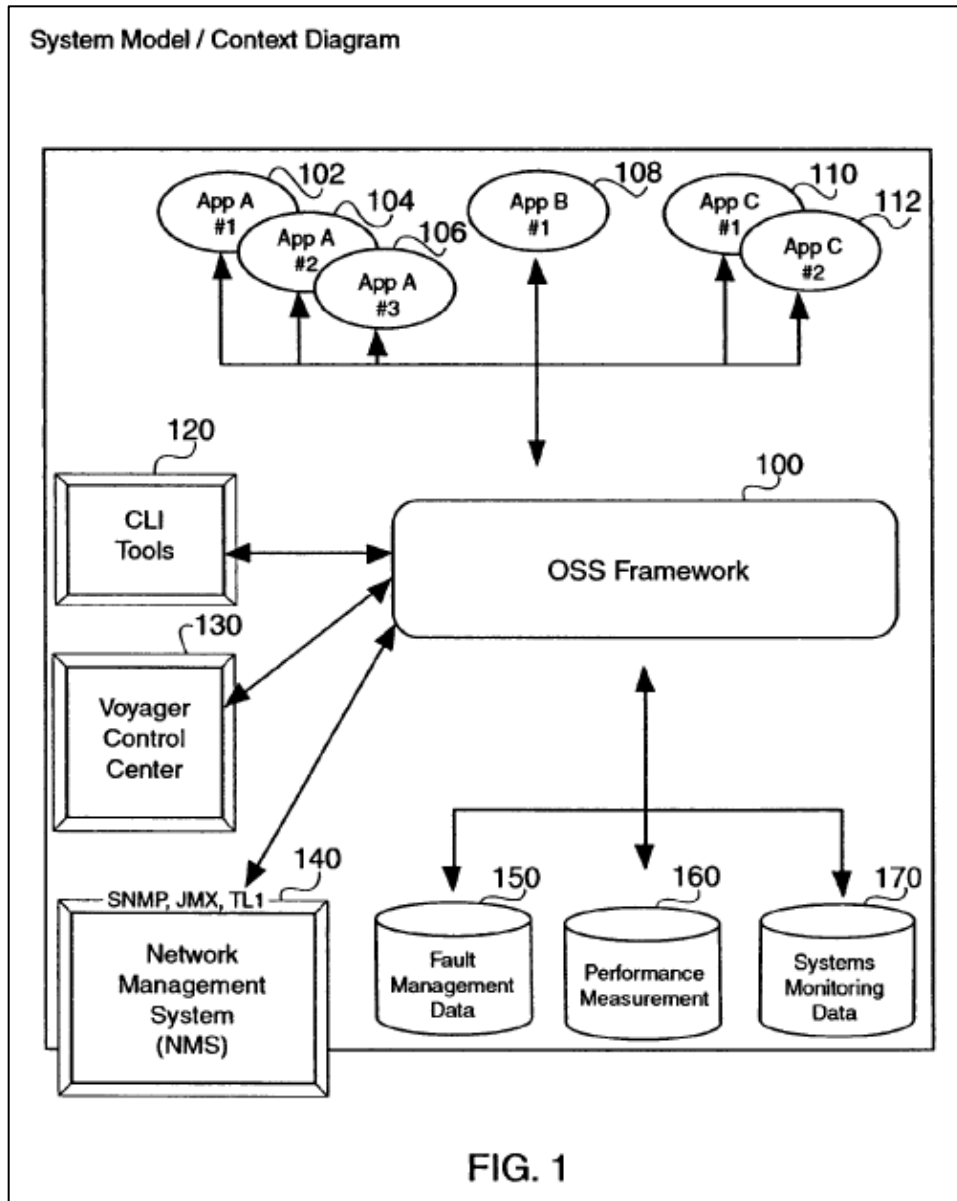 System Model / Context Diagram
102
App A
#1
104
App A
#2
106
App A
#3
108
App B
#1
110
App C
#1
112
App C
#2
120
CLI
Tools
100
OSS Framework
130
Voyager
Control
Center
140
SNMP, JMX, TL1
Network
Management
System
(NMS)
150
Fault
Management
Data
160
Performance
Measurement
170
Systems
Monitoring
Data
FIG. 1